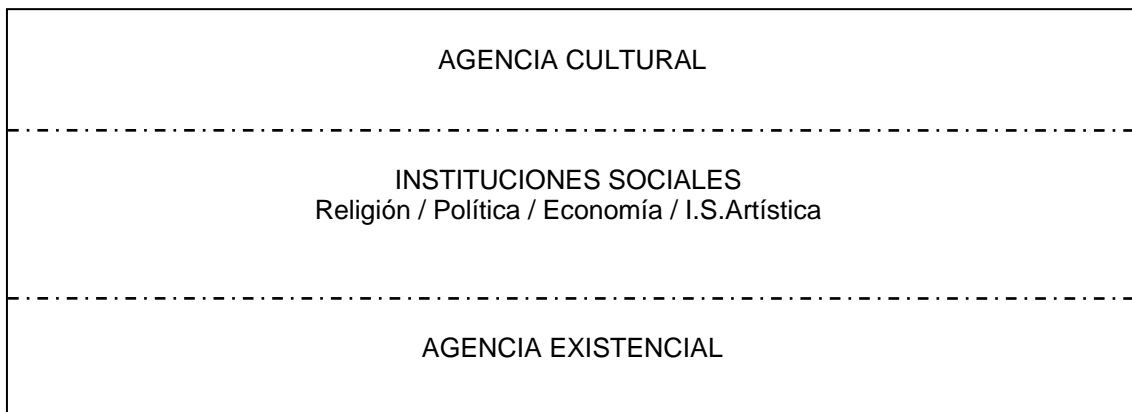 AGENCIA CULTURAL
INSTITUCIONES SOCIALES
Religión / Política / Economía / I.S.Artística
AGENCIA EXISTENCIAL